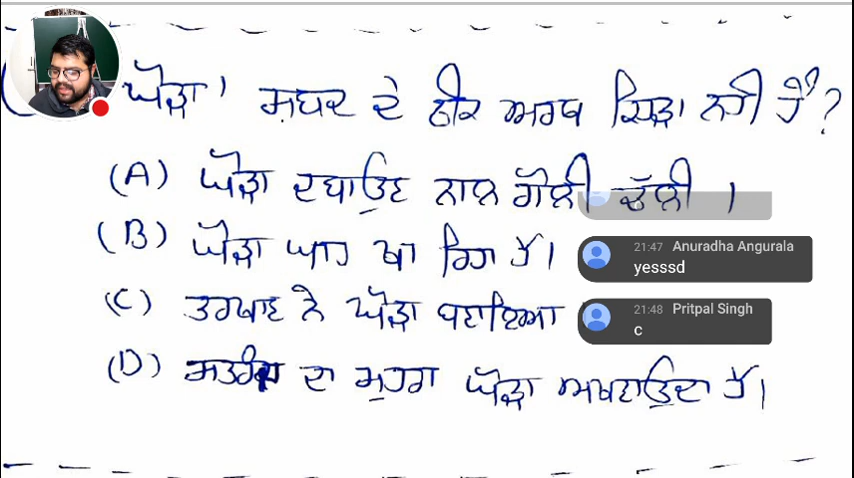 ਘੋੜਾ' ਸ਼ਬਦ ਦੇ ਠੀਕ ਅਰਥ ਕਿਹੜਾ ਨਹੀਂ ਹੈ?
(A) ਘੋੜਾ ਦਬਾਉਣ ਨਾਲ ਗੋਲੀ ਚੱਲੀ ।
(B) ਘੋੜਾ ਘਾਹ ਖਾ ਰਿਹਾ ਹੈ।
21:47 Anuradha Angurala
yesssd
(C) ਤਰਖਾਣ ਨੇ ਘੋੜਾ ਬਣਾਇਆ
21:48 Pritpal Singh
c
(D) ਸ਼ਤਰੰਜ ਦਾ ਮੁਹਰਾ ਘੋੜਾ ਅਖਵਾਉਂਦਾ ਹੈ।